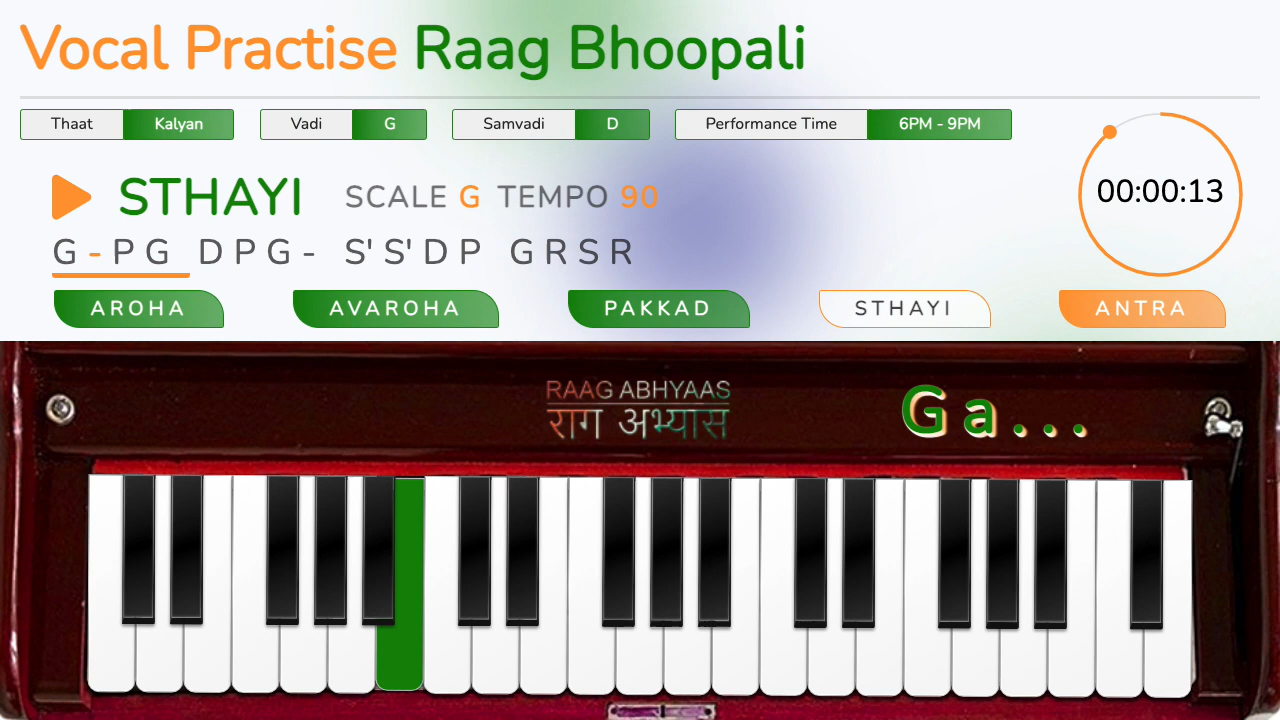 Vocal Practise Raag Bhoopali
Thaat Kalyan Vadi G Samvadi D Performance Time 6PM - 9PM
STHAYI SCALE G TEMPO 90
00:00:13
G - P G D P G - S' S' D P G R S R
AROHA AVAROHA PAKKAD STHAYI ANTRA
RAAG ABHYAAS
राग अभ्यास
Ga...